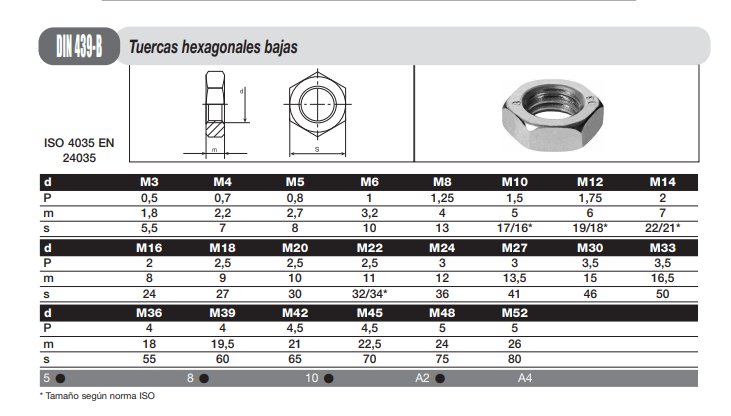 DIN 439-B Tuercas hexagonales bajas
d
m
S
ISO 4035 EN
24035
d M3 M4 M5 M6 M8 M10 M12 M14
P 0,5 0,7 0,8 1 1,25 1,5 1,75 2
m 1,8 2,2 2,7 3,2 4 5 6 7
s 5,5 7 8 10 13 17/16* 19/18* 22/21*
d M16 M18 M20 M22 M24 M27 M30 M33
P 2 2,5 2,5 2,5 3 3 3,5 3,5
m 8 9 10 11 12 13,5 15 16,5
s 24 27 30 32/34* 36 41 46 50
d M36 M39 M42 M45 M48 M52
P 4 4 4,5 4,5 5 5
m 18 19,5 21 22,5 24 26
s 55 60 65 70 75 80
5 ● 8 ● 10 ● A2 ● A4
* Tamaño según norma ISO